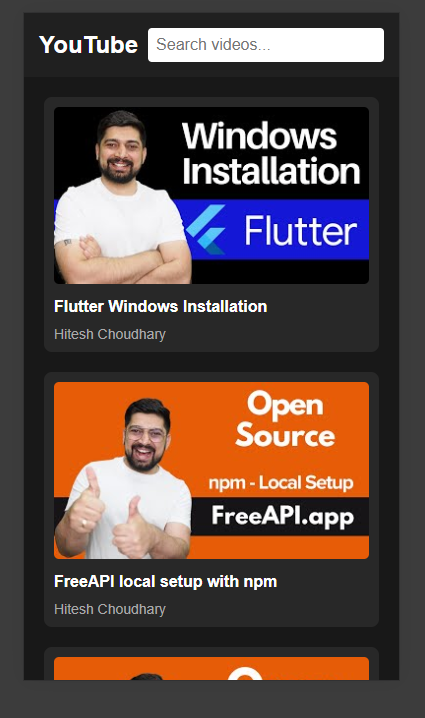 YouTube
Search videos...
Windows
Installation
Flutter
Flutter Windows Installation
Hitesh Choudhary
Open
Source
npm - Local Setup
FreeAPI.app
FreeAPI local setup with npm
Hitesh Choudhary